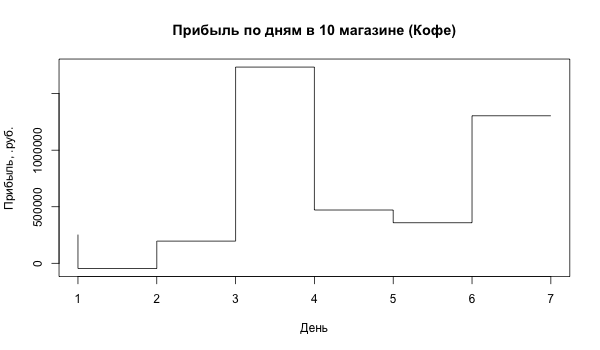 Прибыль по дням в 10 магазине (Кофе)
Прибыль, .руб.
1000000
500000
0
1 2 3 4 5 6 7
День